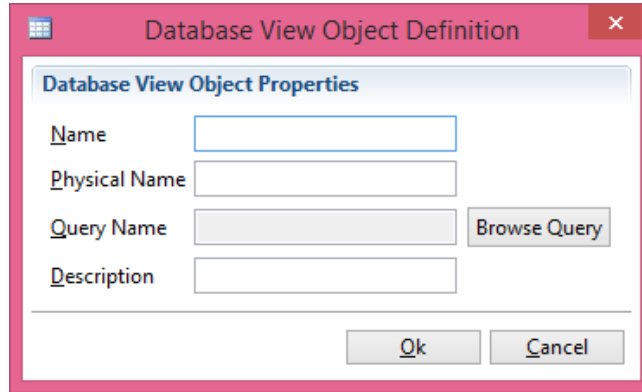 Database View Object Definition
Database View Object Properties
Name
Physical Name
Query Name
Browse Query
Description
Ok
Cancel